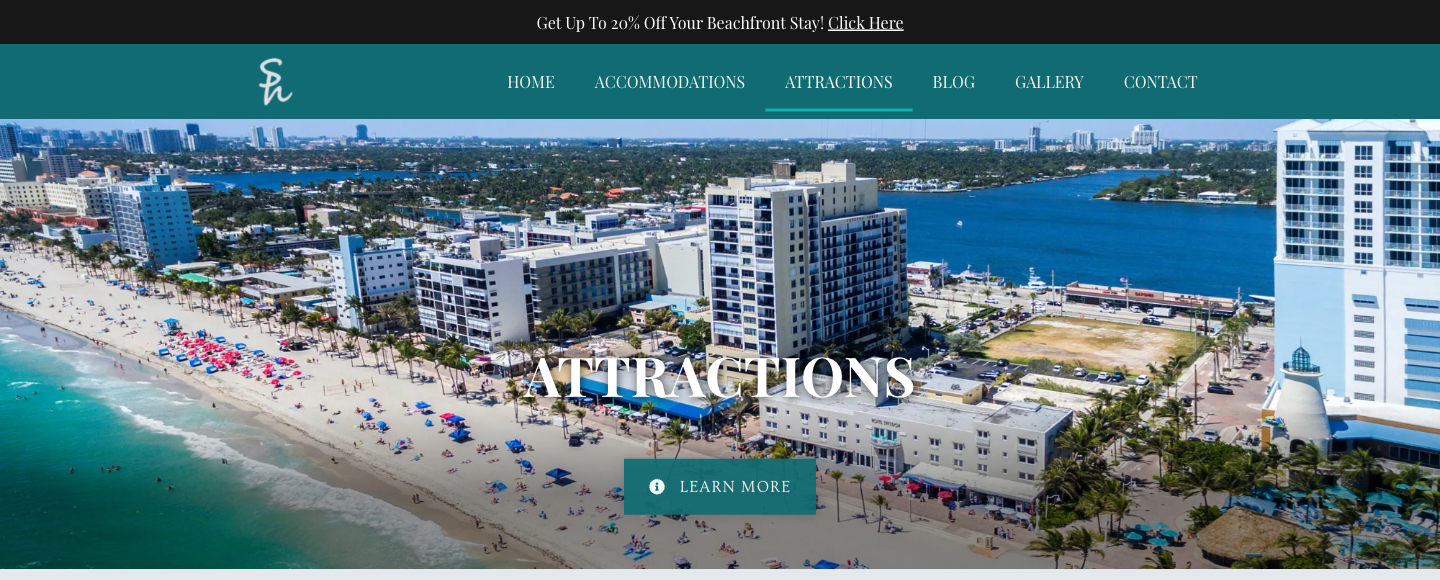 Get Up To 20% Off Your Beachfront Stay! Click Here
Sh
HOME ACCOMMODATIONS ATTRACTIONS BLOG GALLERY CONTACT
ATTRACTIONS
LEARN MORE